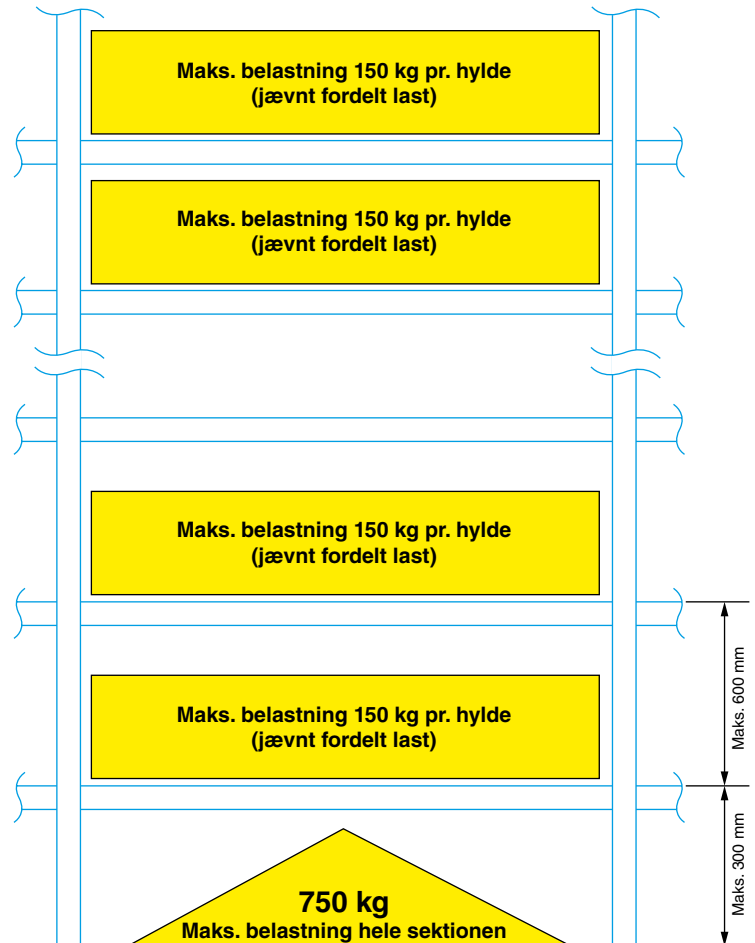 Maks. belastning 150 kg pr. hylde
(jævnt fordelt last)
Maks. belastning 150 kg pr. hylde
(jævnt fordelt last)
Maks. belastning 150 kg pr. hylde
(jævnt fordelt last)
Maks. 600 mm
Maks. belastning 150 kg pr. hylde
(jævnt fordelt last)
Maks. 300 mm
750 kg
Maks. belastning hele sektionen